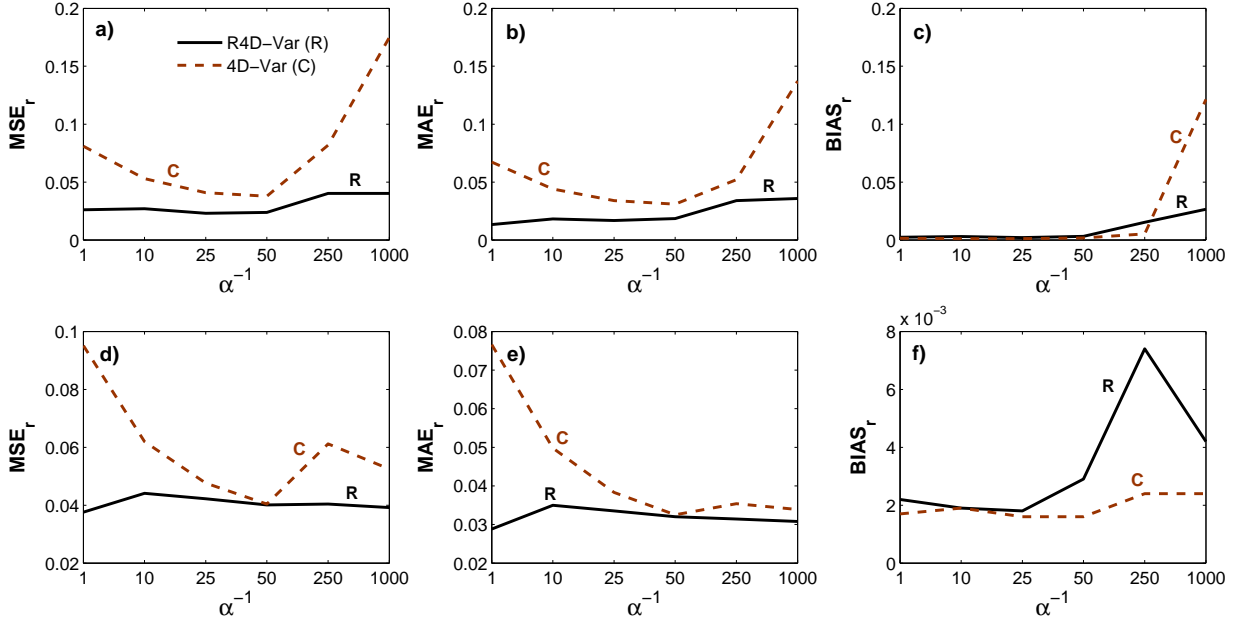 a)
R4D−Var (R)
4D−Var (C)
C
R
MSE_r
0.2
0.15
0.1
0.05
0
1 10 25 50 250 1000
α^−1
b)
C
R
MAE_r
0.2
0.15
0.1
0.05
0
1 10 25 50 250 1000
α^−1
c)
C
R
BIAS_r
0.2
0.15
0.1
0.05
0
1 10 25 50 250 1000
α^−1
d)
C
R
MSE_r
0.1
0.08
0.06
0.04
0.02
1 10 25 50 250 1000
α^−1
e)
C
R
MAE_r
0.08
0.07
0.06
0.05
0.04
0.03
0.02
1 10 25 50 250 1000
α^−1
x 10^−3
f)
R
C
BIAS_r
8
6
4
2
0
1 10 25 50 250 1000
α^−1